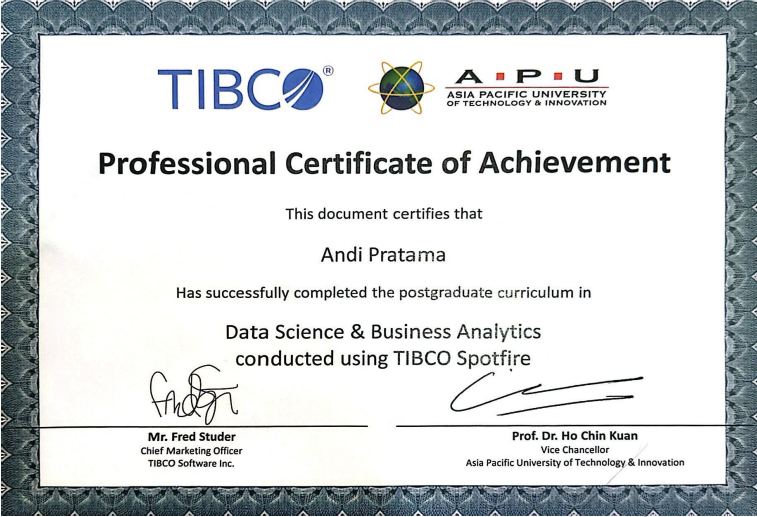 TIBCO®
A·P·U
ASIA PACIFIC UNIVERSITY
OF TECHNOLOGY & INNOVATION
Professional Certificate of Achievement
This document certifies that
Andi Pratama
Has successfully completed the postgraduate curriculum in
Data Science & Business Analytics
conducted using TIBCO Spotfire
Mr. Fred Studer
Chief Marketing Officer
TIBCO Software Inc.
Prof. Dr. Ho Chin Kuan
Vice Chancellor
Asia Pacific University of Technology & Innovation